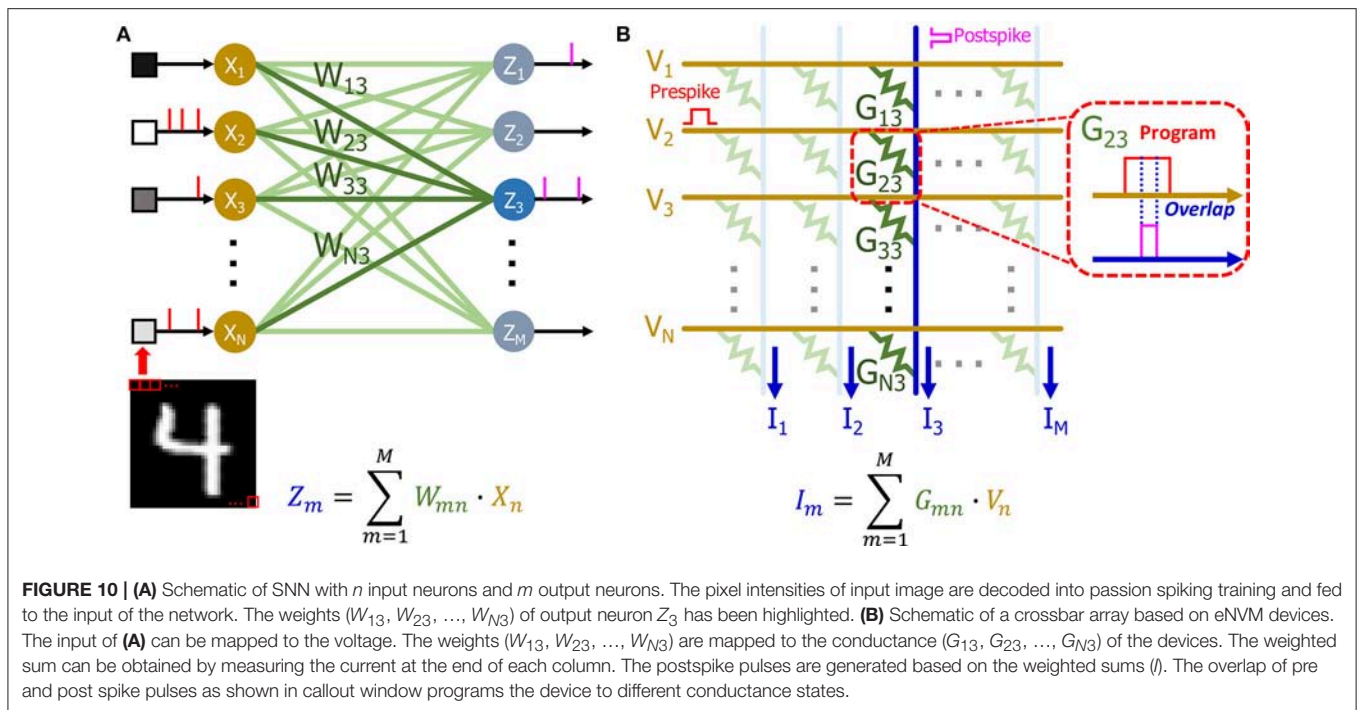 A
X1
X2
X3
XN
W13
W23
W33
WN3
Z1
Z2
Z3
ZM
...
...
Zm = M ∑ m=1 Wmn · Xn
B
Postspike
V1
Prespike
V2
V3
VN
G13
G23
G33
GN3
...
...
...
I1
I2
I3
IM
G23 Program
Overlap
Im = M ∑ m=1 Gmn · Vn
FIGURE 10 | (A) Schematic of SNN with n input neurons and m output neurons. The pixel intensities of input image are decoded into passion spiking training and fed
to the input of the network. The weights (W13, W23, ..., WN3) of output neuron Z3 has been highlighted. (B) Schematic of a crossbar array based on eNVM devices.
The input of (A) can be mapped to the voltage. The weights (W13, W23, ..., WN3) are mapped to the conductance (G13, G23, ..., GN3) of the devices. The weighted
sum can be obtained by measuring the current at the end of each column. The postspike pulses are generated based on the weighted sums (I). The overlap of pre
and post spike pulses as shown in callout window programs the device to different conductance states.